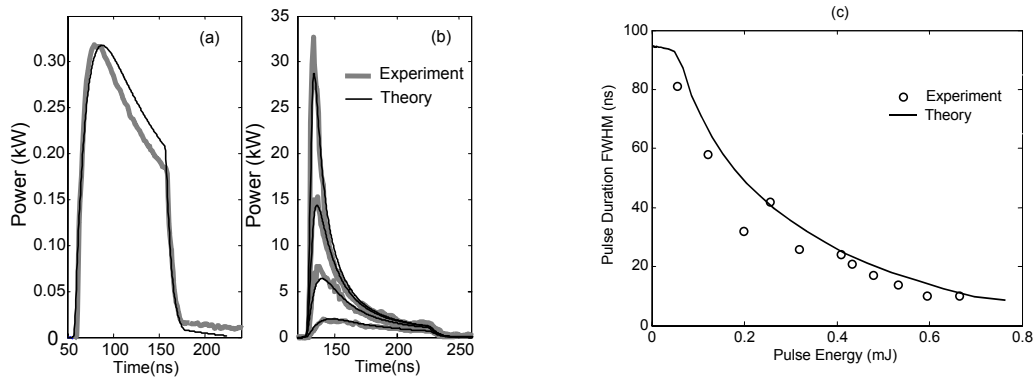 (a)
Power (kW)
0.30
0.25
0.20
0.15
0.10
0.05
0
50
100
150
200
Time(ns)
(b)
Experiment
Theory
Power (kW)
35
30
25
20
15
10
5
0
150
200
250
Time(ns)
(c)
Experiment
Theory
Pulse Duration FWHM (ns)
100
80
60
40
20
0
0
0.2
0.4
0.6
0.8
Pulse Energy (mJ)